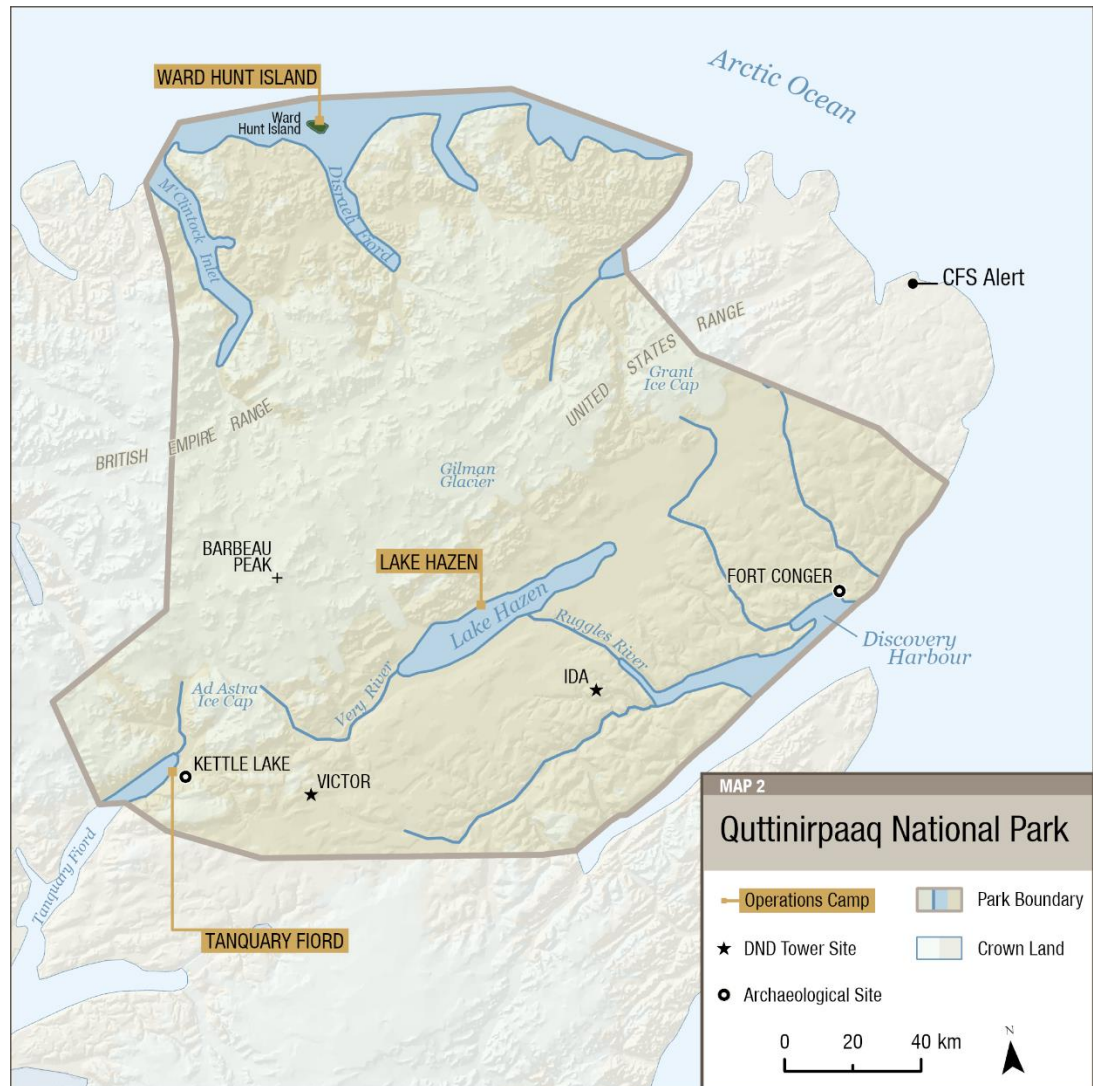 Arctic Ocean
WARD HUNT ISLAND
Ward
Hunt Island
M'Clintock Inlet
Disraeli Fiord
CFS Alert
UNITED STATES RANGE
Grant
Ice Cap
BRITISH EMPIRE RANGE
Gilman
Glacier
BARBEAU
PEAK
LAKE HAZEN
Lake Hazen
FORT CONGER
Ruggles River
Discovery
Harbour
IDA
Very River
Ad Astra
Ice Cap
KETTLE LAKE
VICTOR
Tanquary Fiord
TANQUARY FIORD
MAP 2
Quttinirpaaq National Park
Operations Camp
Park Boundary
DND Tower Site
Crown Land
Archaeological Site
0 20 40 km
N